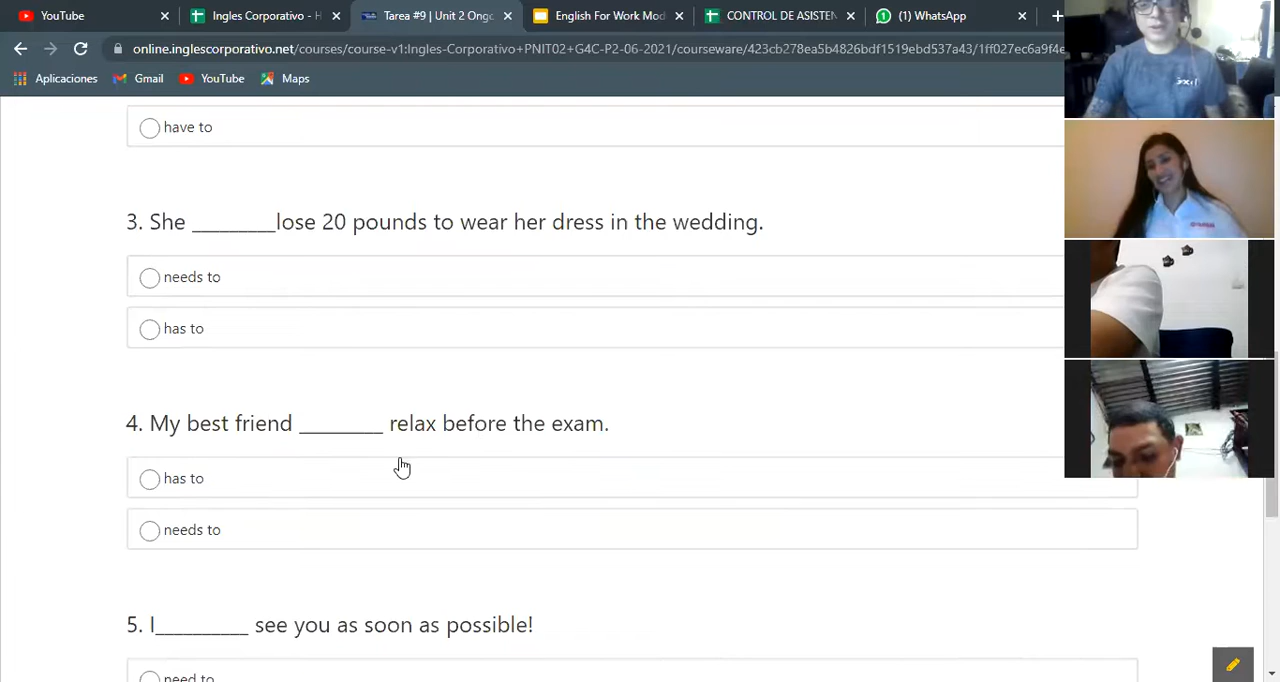 YouTube
Ingles Corporativo - H
Tarea #9 | Unit 2 Ongo
English For Work Mod
CONTROL DE ASISTEN
(1) WhatsApp
online.inglescorporativo.net/courses/course-v1:Ingles-Corporativo+PNIT02+G4C-P2-06-2021/courseware/423cb278ea5b4826bdf1519ebd537a43/1ff027ec6a9f4e
Aplicaciones
Gmail
YouTube
Maps
have to
3. She _________lose 20 pounds to wear her dress in the wedding.
needs to
has to
4. My best friend _________ relax before the exam.
has to
needs to
5. I__________ see you as soon as possible!
need to